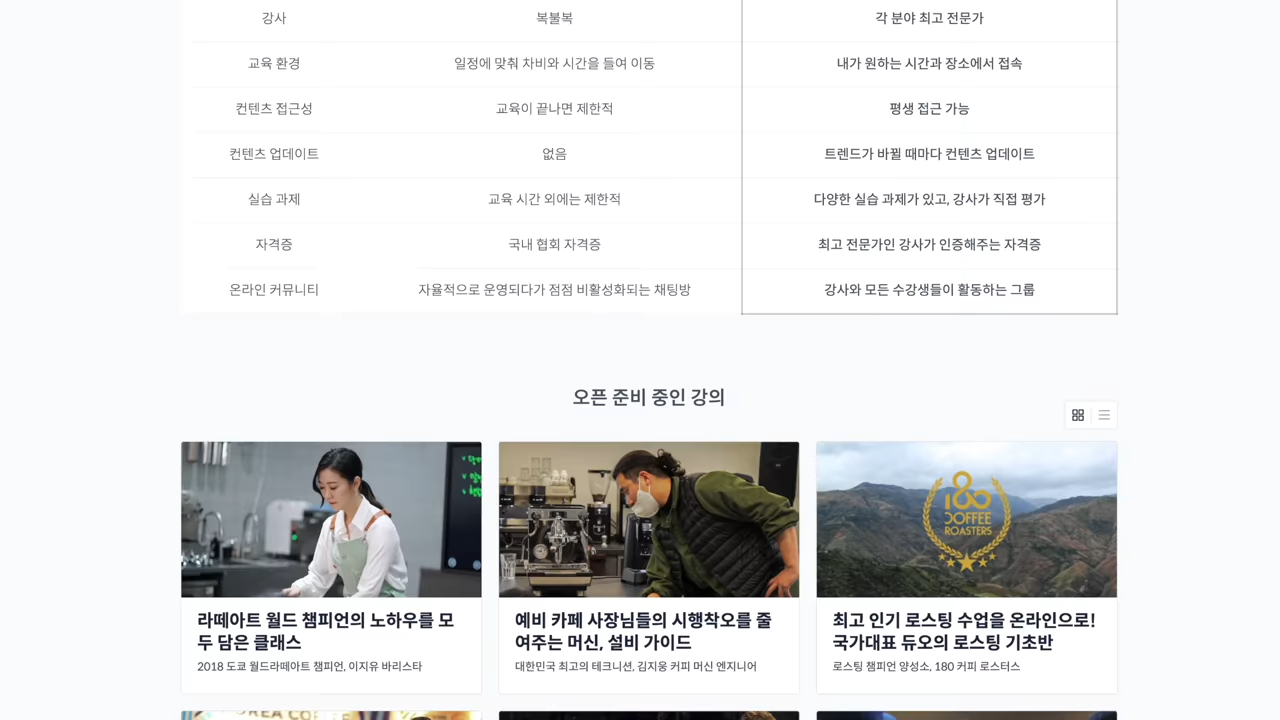 강사 복불복 각 분야 최고 전문가
교육 환경 일정에 맞춰 차비와 시간을 들여 이동 내가 원하는 시간과 장소에서 접속
컨텐츠 접근성 교육이 끝나면 제한적 평생 접근 가능
컨텐츠 업데이트 없음 트렌드가 바뀔 때마다 컨텐츠 업데이트
실습 과제 교육 시간 외에는 제한적 다양한 실습 과제가 있고, 강사가 직접 평가
자격증 국내 협회 자격증 최고 전문가인 강사가 인증해주는 자격증
온라인 커뮤니티 자율적으로 운영되다가 점점 비활성화되는 채팅방 강사와 모든 수강생들이 활동하는 그룹
오픈 준비 중인 강의
180
COFFEE
ROASTERS
라떼아트 월드 챔피언의 노하우를 모
두 담은 클래스
2018 도쿄 월드라떼아트 챔피언, 이지유 바리스타
예비 카페 사장님들의 시행착오를 줄
여주는 머신, 설비 가이드
대한민국 최고의 테크니션, 김지웅 커피 머신 엔지니어
최고 인기 로스팅 수업을 온라인으로!
국가대표 듀오의 로스팅 기초반
로스팅 챔피언 양성소, 180 커피 로스터스